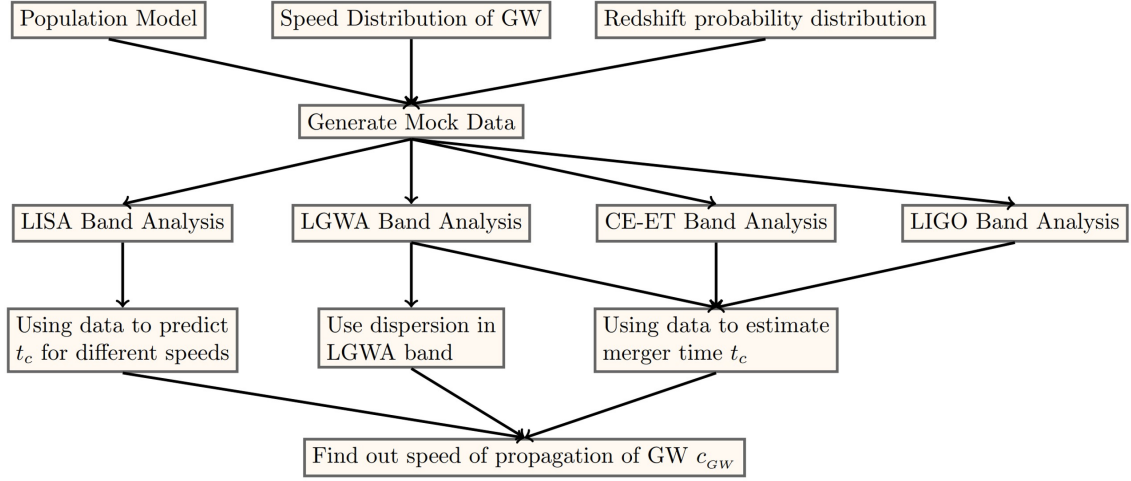 Population Model
Speed Distribution of GW
Redshift probability distribution
Generate Mock Data
LISA Band Analysis
LGWA Band Analysis
CE-ET Band Analysis
LIGO Band Analysis
Using data to predict
t_c for different speeds
Use dispersion in
LGWA band
Using data to estimate
merger time t_c
Find out speed of propagation of GW c_{GW}